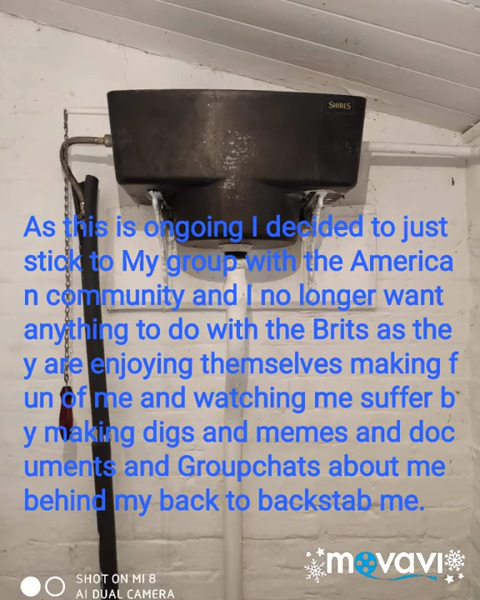 SHIRES
As this is ongoing I decided to just
stick to My group with the America
n community and I no longer want
anything to do with the Brits as the
y are enjoying themselves making f
un of me and watching me suffer b
y making digs and memes and doc
uments and Groupchats about me
behind my back to backstab me.
movavi
SHOT ON MI 8
AI DUAL CAMERA